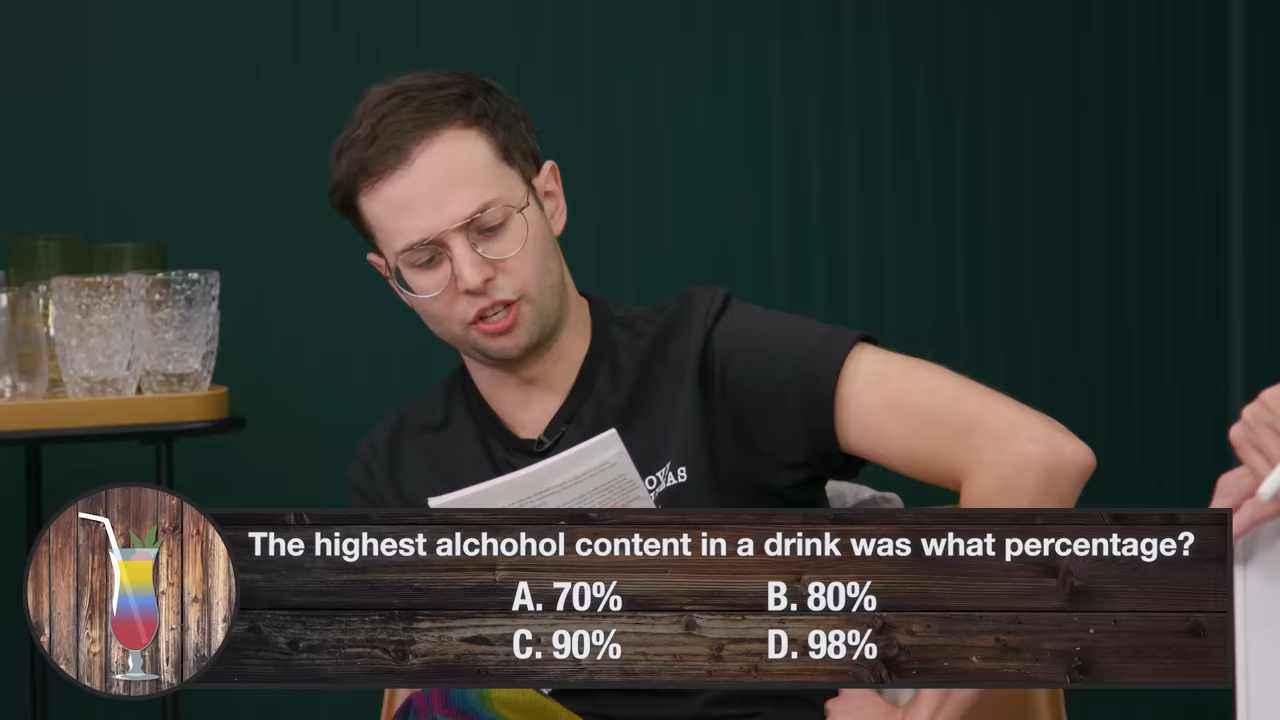 The highest alchohol content in a drink was what percentage?
A. 70% B. 80%
C. 90% D. 98%